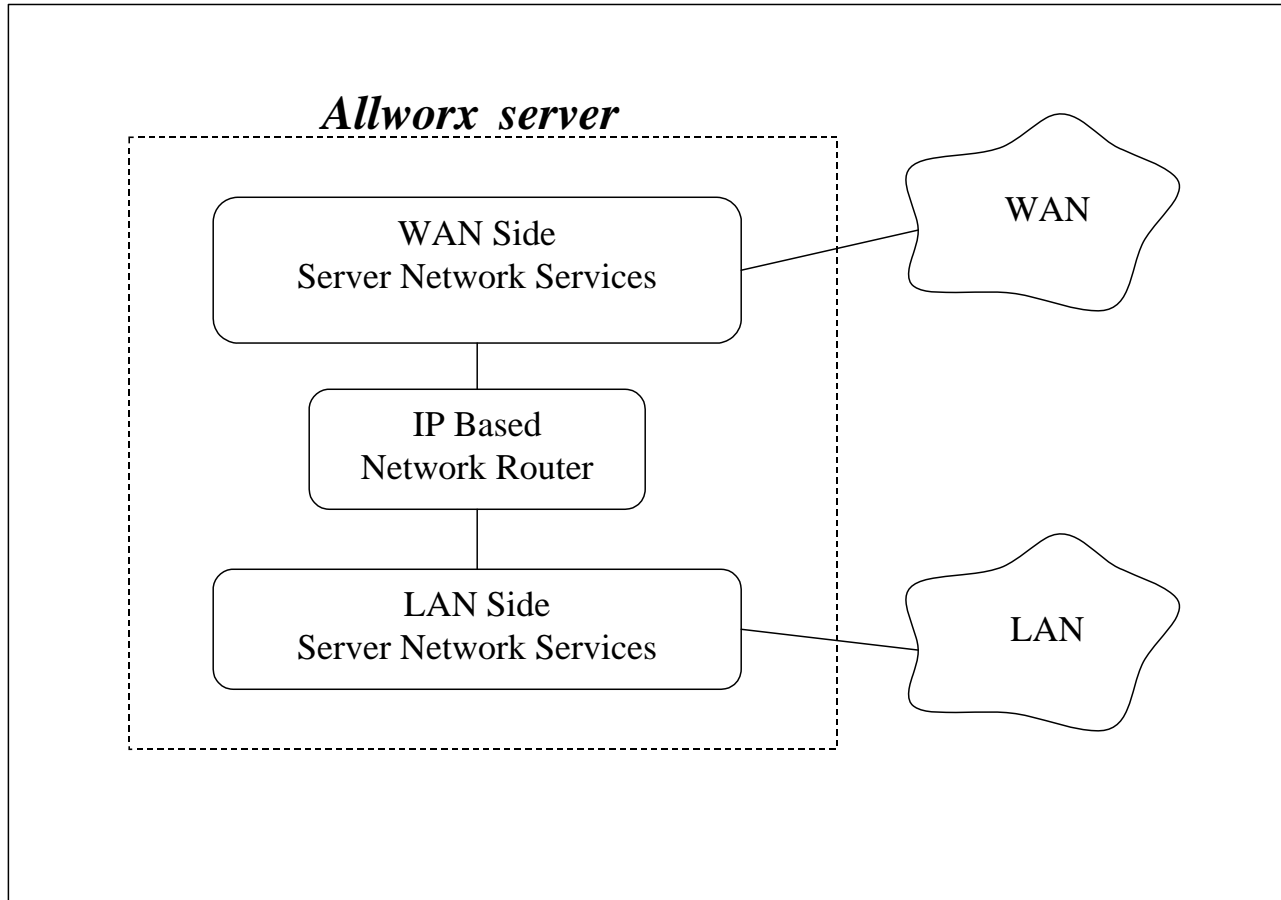 Allworx server
WAN Side
Server Network Services
WAN
IP Based
Network Router
LAN Side
Server Network Services
LAN